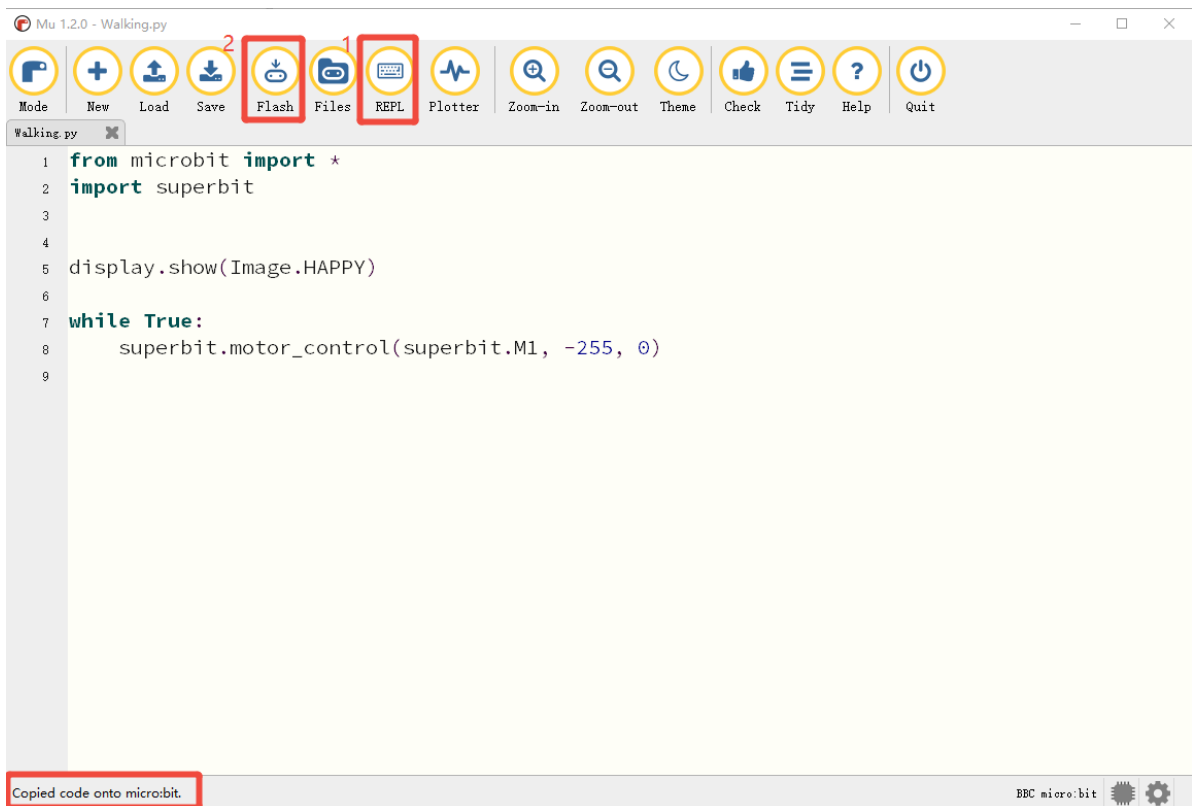 Mu 1.2.0 - Walking.py
2 1
Mode New Load Save Flash Files REPL Plotter Zoom-in Zoom-out Theme Check Tidy Help Quit
Walking.py
1 from microbit import *
2 import superbit
3
4
5 display.show(Image.HAPPY)
6
7 while True:
8 superbit.motor_control(superbit.M1, -255, 0)
9
Copied code onto micro:bit. BBC micro:bit